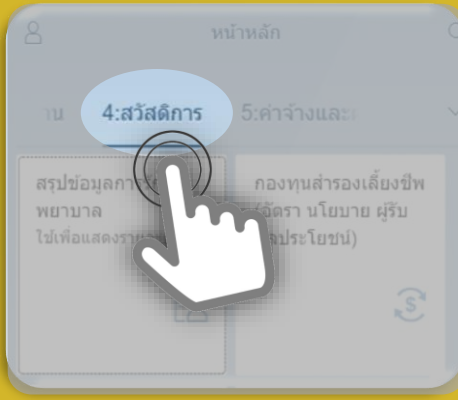 หน้าหลัก
4:สวัสดิการ
5:ค่าจ้างและ
สรุปข้อมูลการ
พยาบาล
ใช้เพื่อแสดง
กองทุนสำรองเลี้ยงชีพ
(อัตรา นโยบาย ผู้รับ
ผลประโยชน์)